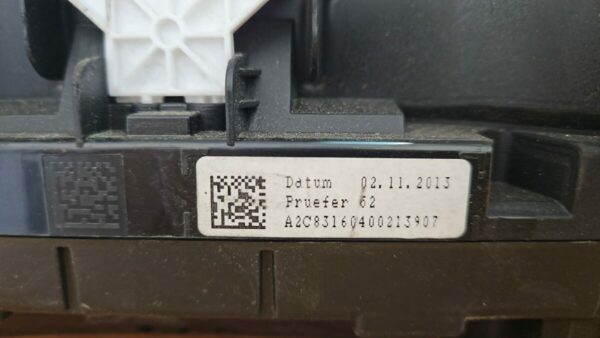 Datum 02.11.2013
Pruefer 62
A2C83160400213907